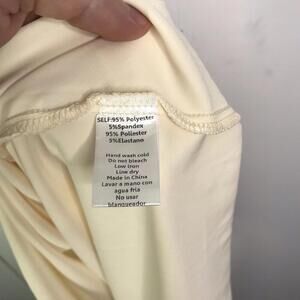 SELF:95% Polyester
5%Spandex
95% Poliester
5%Elastano
Hand wash cold
Do not bleach
Low iron
Line dry
Made in China
Lavar a mano con
agua fría
No usar
blanqueador